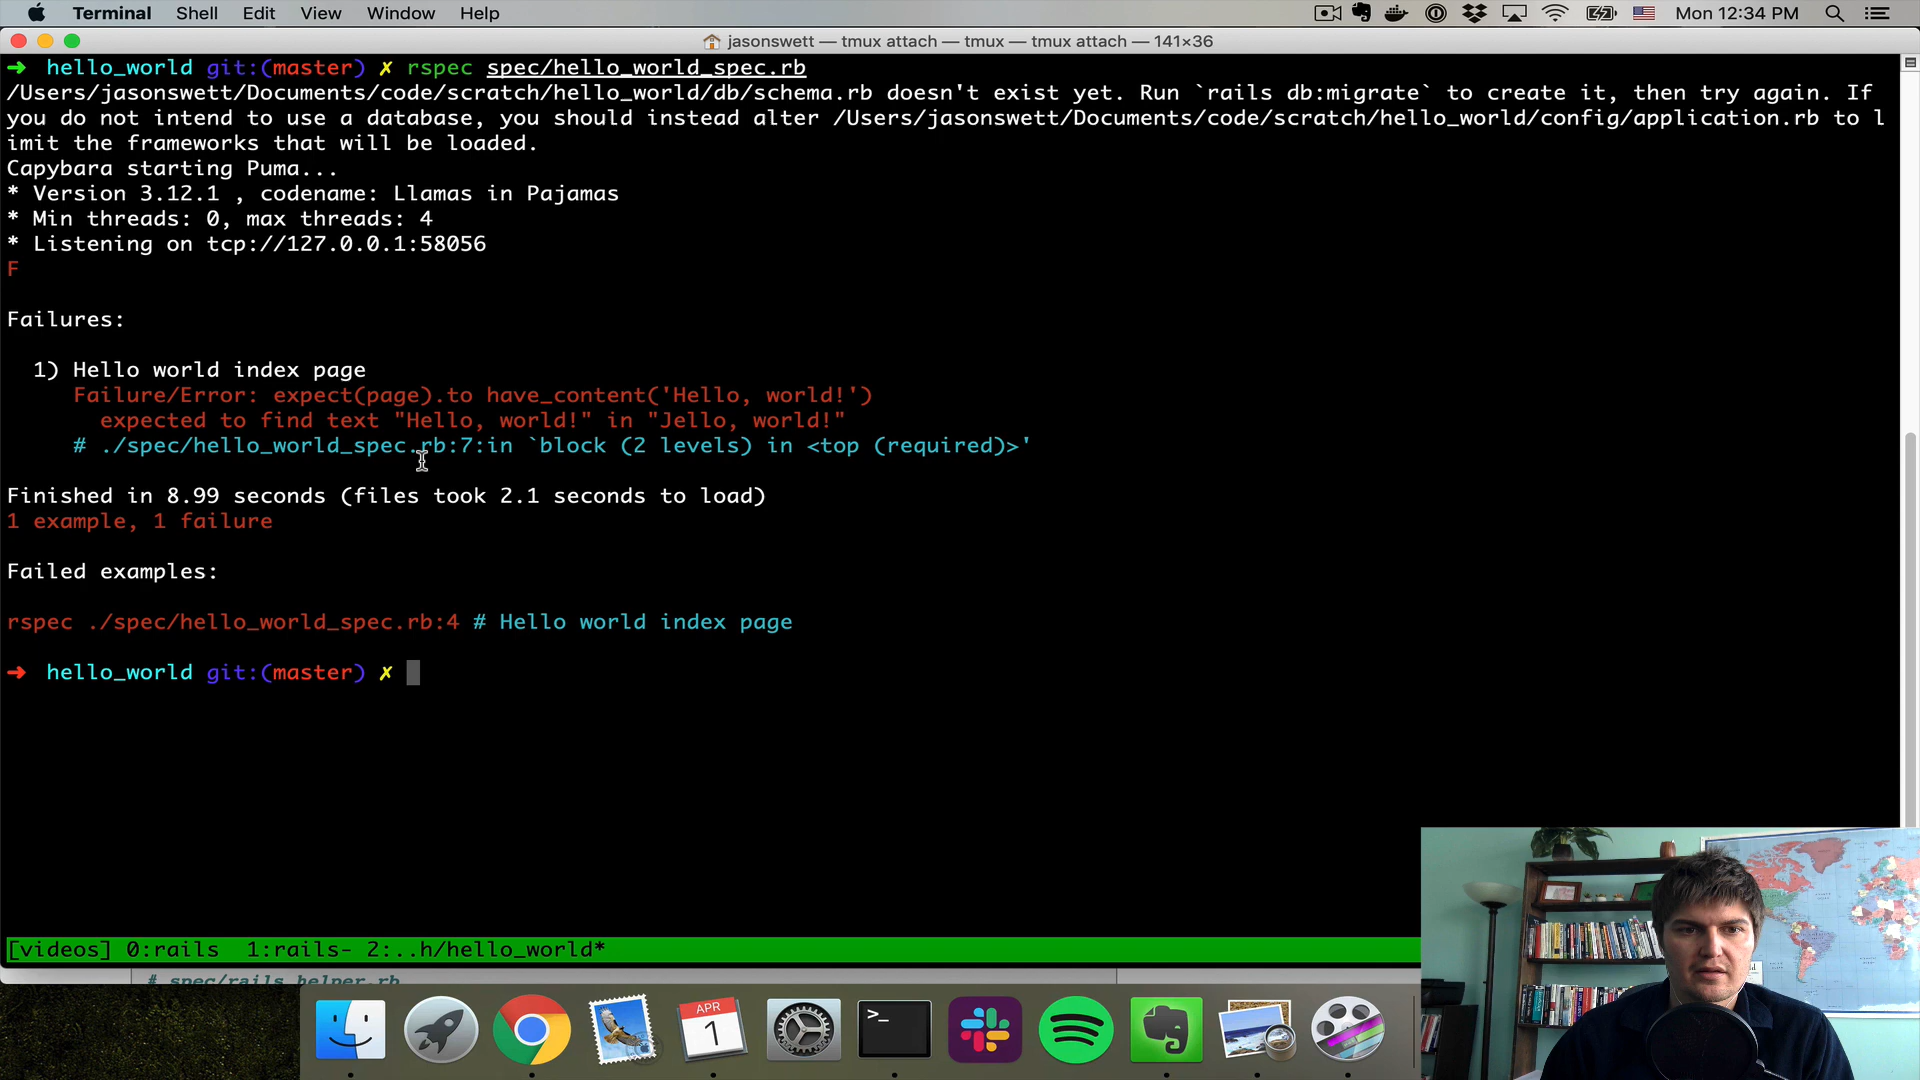 Terminal Shell Edit View Window Help Mon 12:34 PM
jasonswett — tmux attach — tmux — tmux attach — 141×36
➜ hello_world git:(master) ✗ rspec spec/hello_world_spec.rb
/Users/jasonswett/Documents/code/scratch/hello_world/db/schema.rb doesn't exist yet. Run `rails db:migrate` to create it, then try again. If
you do not intend to use a database, you should instead alter /Users/jasonswett/Documents/code/scratch/hello_world/config/application.rb to l
imit the frameworks that will be loaded.
Capybara starting Puma...
* Version 3.12.1 , codename: Llamas in Pajamas
* Min threads: 0, max threads: 4
* Listening on tcp://127.0.0.1:58056
F
Failures:
1) Hello world index page
Failure/Error: expect(page).to have_content('Hello, world!')
expected to find text "Hello, world!" in "Jello, world!"
# ./spec/hello_world_spec.rb:7:in `block (2 levels) in <top (required)>'
Finished in 8.99 seconds (files took 2.1 seconds to load)
1 example, 1 failure
Failed examples:
rspec ./spec/hello_world_spec.rb:4 # Hello world index page
➜ hello_world git:(master) ✗
[videos] 0:rails 1:rails- 2:..h/hello_world*
# spec/rails_helper.rb
APR
1
>_